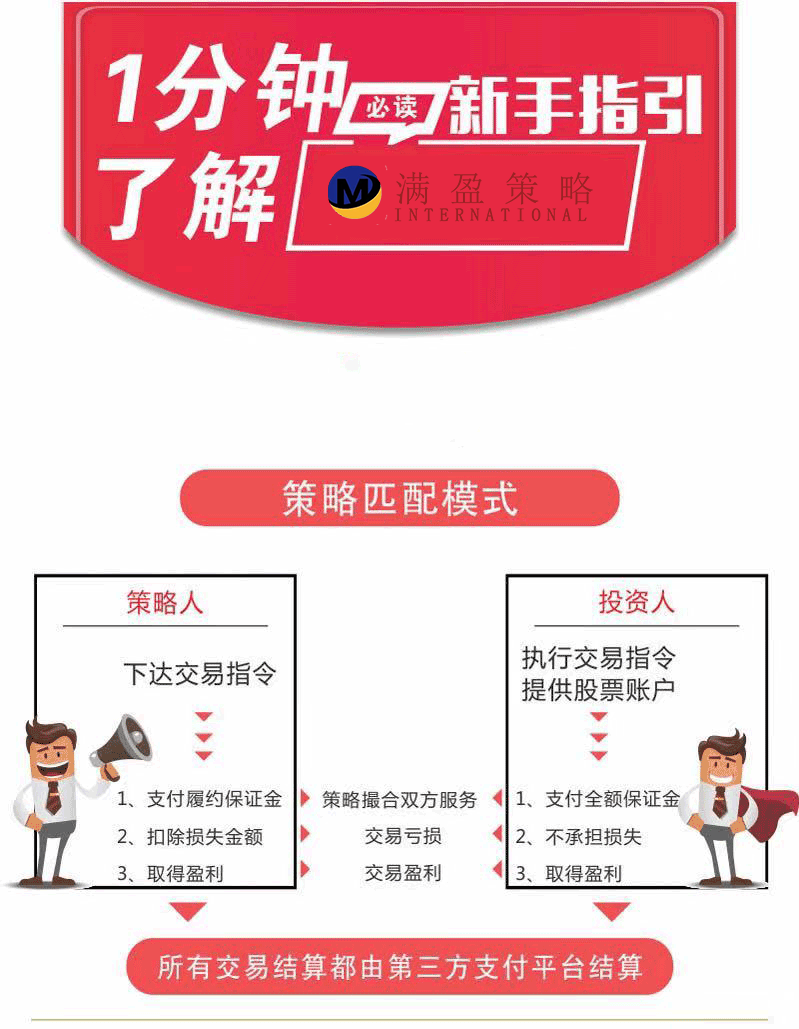 1分钟 必读 新手指引
了解 满盈策略
INTERNATIONAL
策略匹配模式
策略人
下达交易指令
1、支付履约保证金
2、扣除损失金额
3、取得盈利
策略撮合双方服务
交易亏损
交易盈利
投资人
执行交易指令
提供股票账户
1、支付全额保证金
2、不承担损失
3、取得盈利
所有交易结算都由第三方支付平台结算